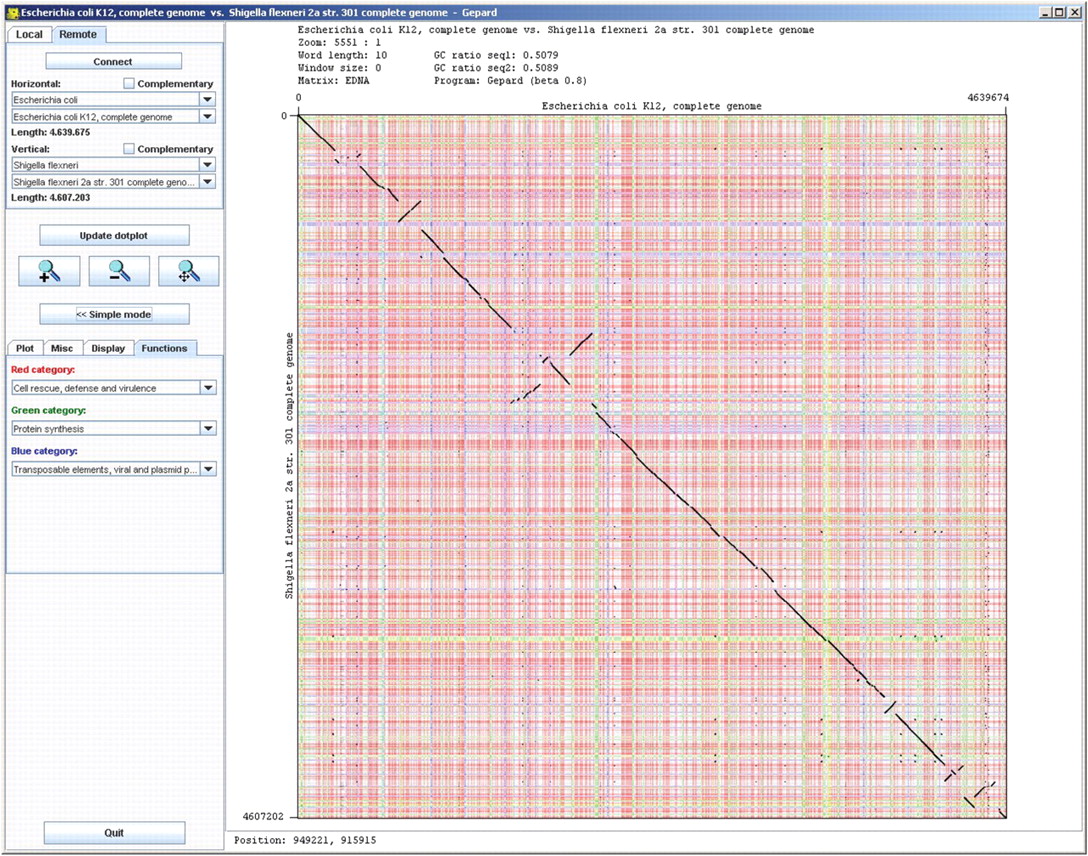 Escherichia coli K12, complete genome vs. Shigella flexneri 2a str. 301 complete genome - Gepard
Local Remote
Connect
Horizontal: Complementary
Escherichia coli
Escherichia coli K12, complete genome
Length: 4.639.675
Vertical: Complementary
Shigella flexneri
Shigella flexneri 2a str. 301 complete geno...
Length: 4.607.203
Update dotplot
<< Simple mode
Plot Misc Display Functions
Red category:
Cell rescue, defense and virulence
Green category:
Protein synthesis
Blue category:
Transposable elements, viral and plasmid p...
Quit
Escherichia coli K12, complete genome vs. Shigella flexneri 2a str. 301 complete genome
Zoom: 5551 : 1
Word length: 10 GC ratio seq1: 0.5079
Window size: 0 GC ratio seq2: 0.5089
Matrix: EDNA Program: Gepard (beta 0.8)
0 4639674
Escherichia coli K12, complete genome
0
Shigella flexneri 2a str. 301 complete genome
4607202
Position: 949221, 915915